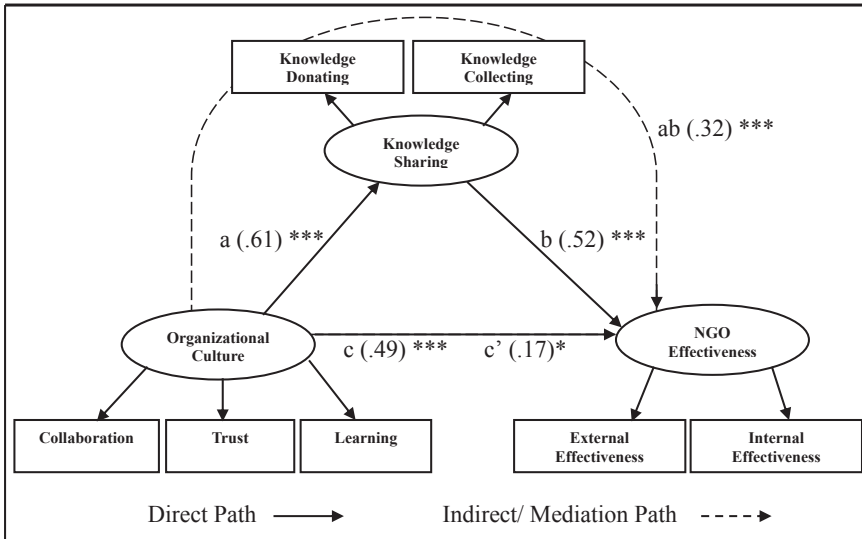 Knowledge
Donating
Knowledge
Collecting
ab (.32) ***
Knowledge
Sharing
a (.61) ***
b (.52) ***
Organizational
Culture
c (.49) ***
c’ (.17)*
NGO
Effectiveness
Collaboration
Trust
Learning
External
Effectiveness
Internal
Effectiveness
Direct Path
Indirect/ Mediation Path